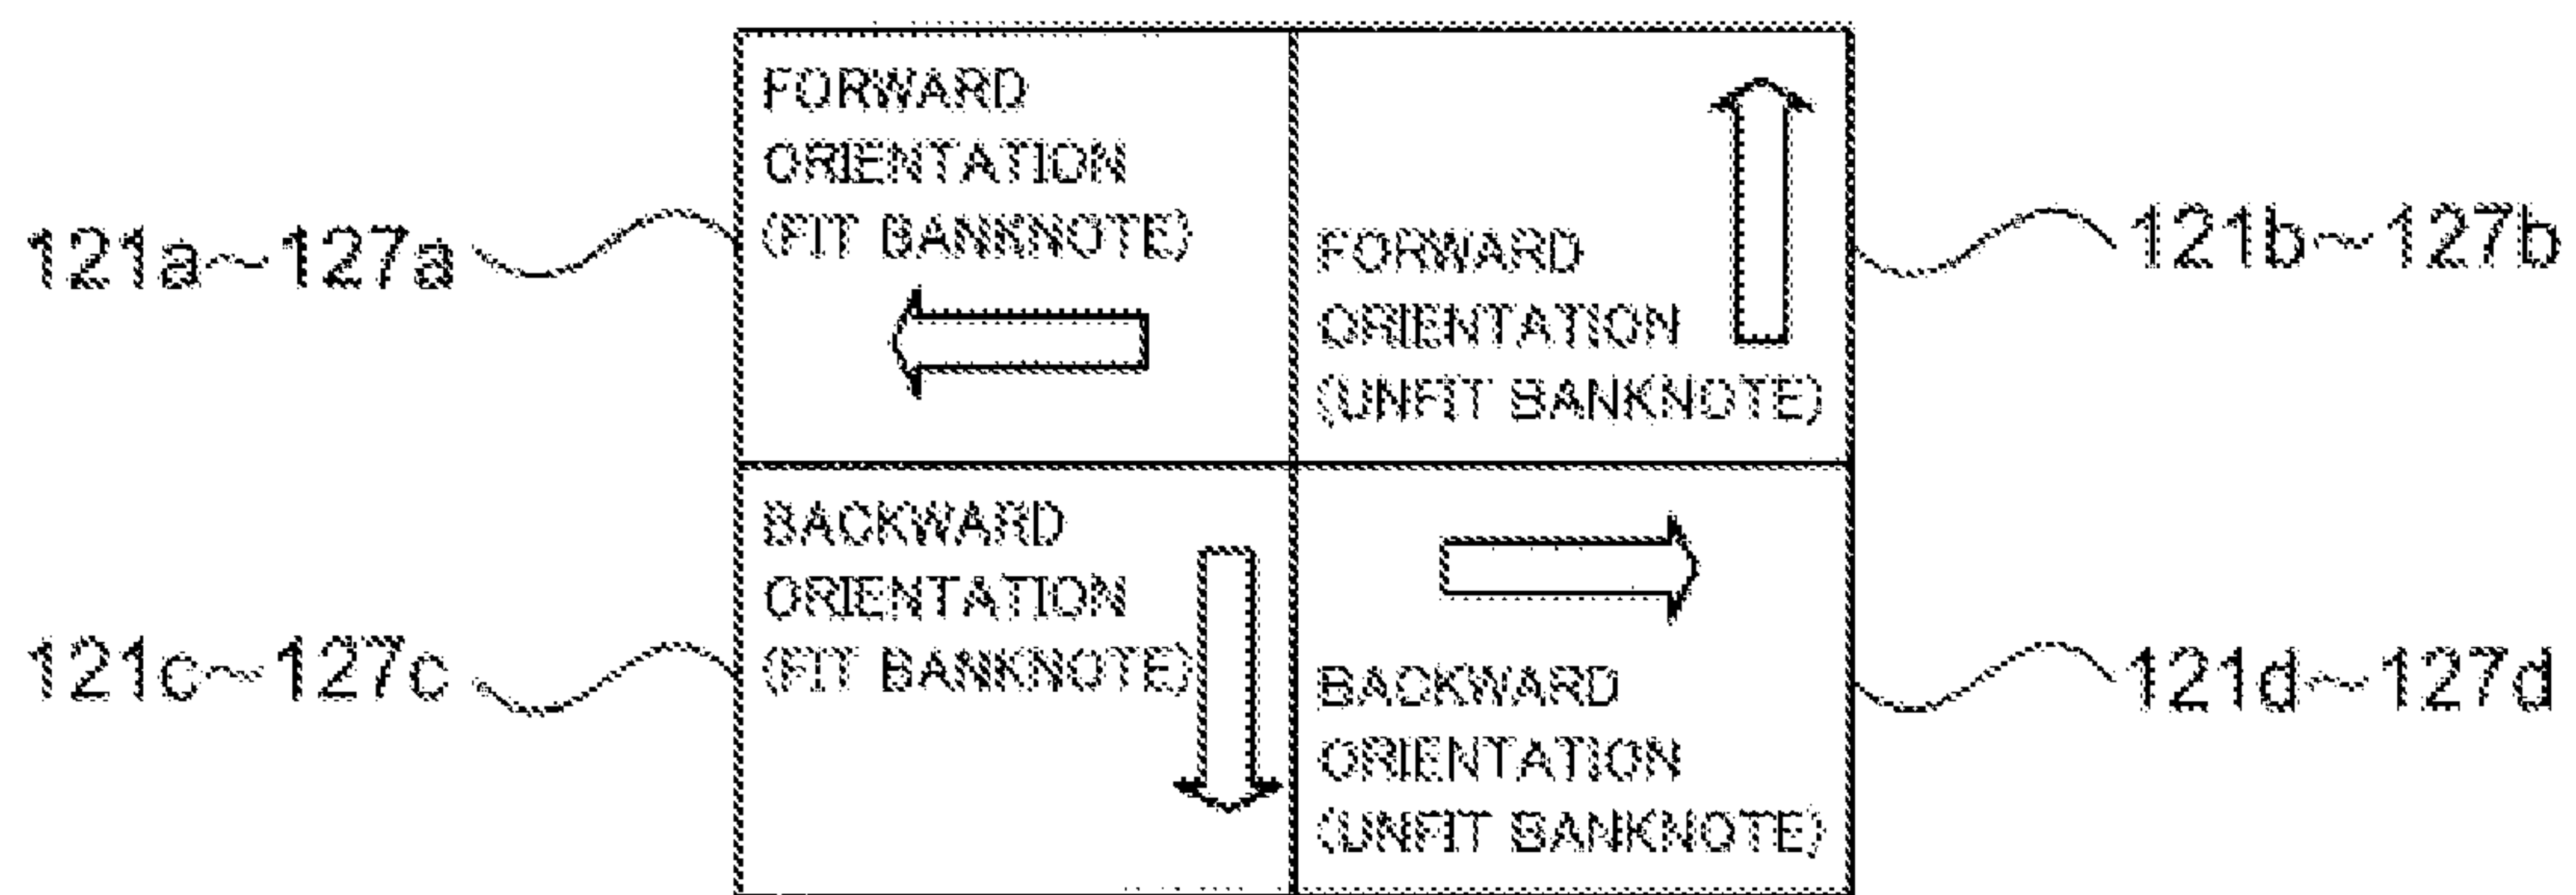 FORWARD
ORIENTATION
(FIT BANKNOTE)
121a~127a
FORWARD
ORIENTATION
(UNFIT BANKNOTE)
121b~127b
BACKWARD
ORIENTATION
(FIT BANKNOTE)
121c~127c
BACKWARD
ORIENTATION
(UNFIT BANKNOTE)
121d~127d